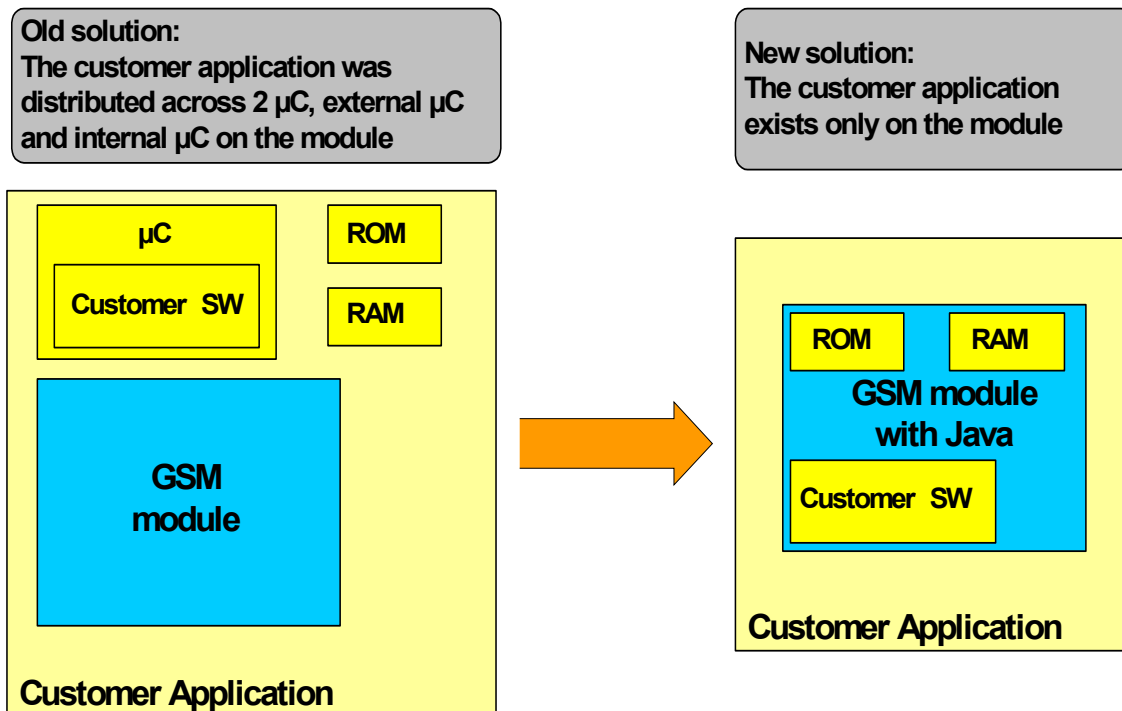 Old solution:
The customer application was
distributed across 2 µC, external µC
and internal µC on the module
New solution:
The customer application
exists only on the module
µC
Customer SW
ROM
RAM
GSM
module
Customer Application
ROM
RAM
GSM module
with Java
Customer SW
Customer Application